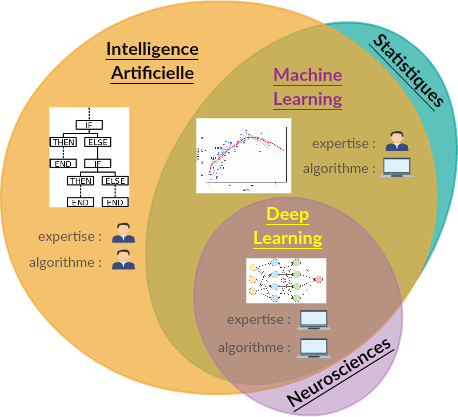 Intelligence
Artificielle
Machine
Learning
Statistiques
IF
THEN ELSE
END IF
THEN ELSE
END END
expertise :
algorithme :
expertise :
algorithme :
Deep
Learning
expertise :
algorithme :
Neurosciences